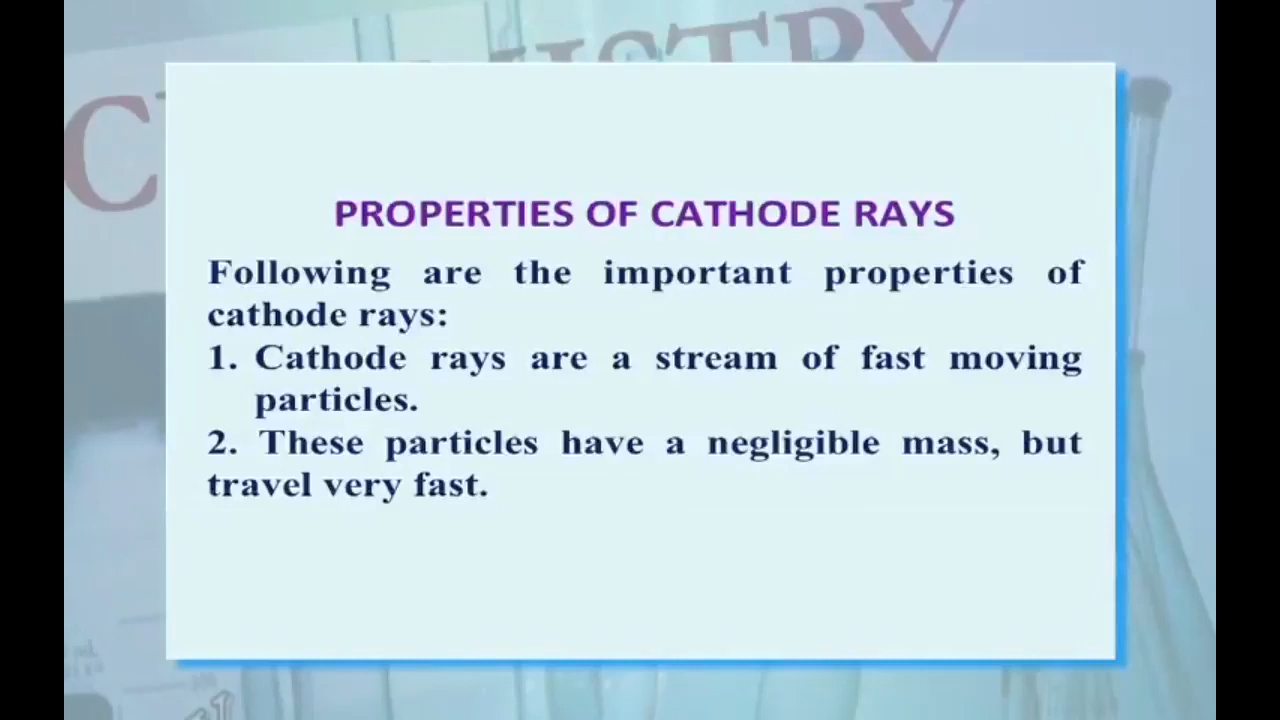 CHEMISTRY
PROPERTIES OF CATHODE RAYS
Following are the important properties of
cathode rays:
1. Cathode rays are a stream of fast moving
particles.
2. These particles have a negligible mass, but
travel very fast.